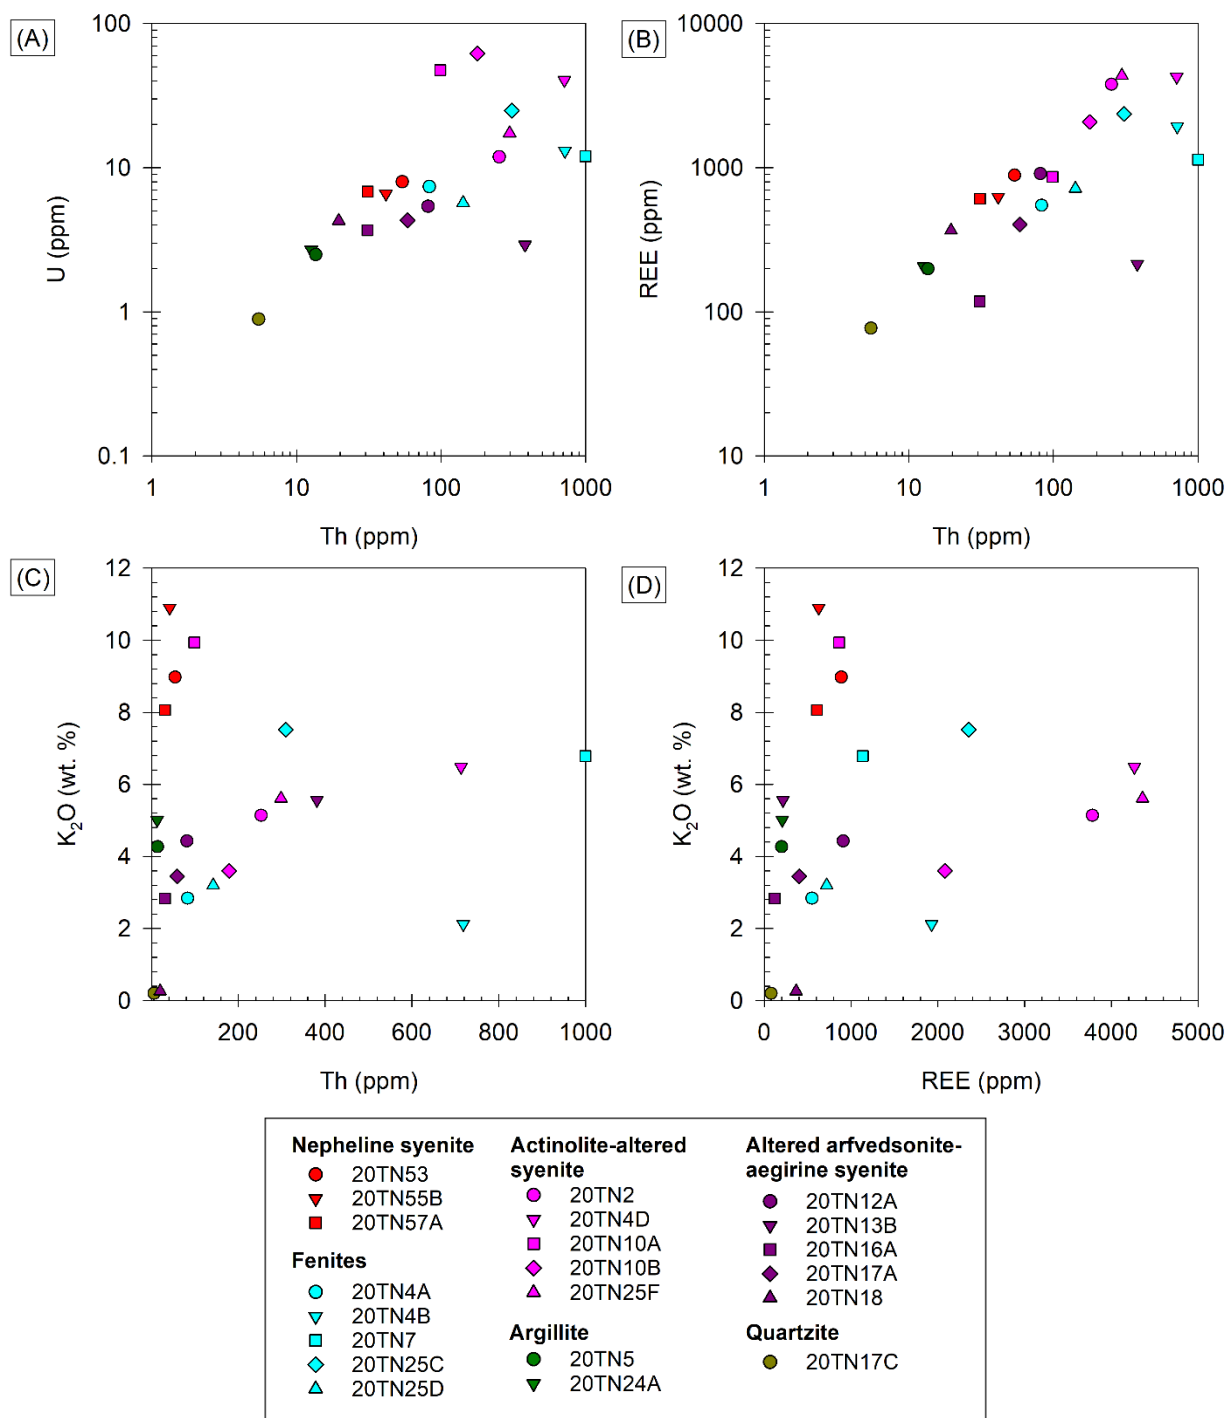 (A)
100
10
1
0.1
U (ppm)
1
10
100
1000
Th (ppm)
(B)
10000
1000
100
10
REE (ppm)
1
10
100
1000
Th (ppm)
(C)
12
10
8
6
4
2
0
K₂O (wt. %)
200
400
600
800
1000
Th (ppm)
(D)
12
10
8
6
4
2
0
K₂O (wt. %)
0
1000
2000
3000
4000
5000
REE (ppm)
Nepheline syenite
20TN53
20TN55B
20TN57A
Fenites
20TN4A
20TN4B
20TN7
20TN25C
20TN25D
Actinolite-altered
syenite
20TN2
20TN4D
20TN10A
20TN10B
20TN25F
Argillite
20TN5
20TN24A
Altered arfvedsonite-
aegirine syenite
20TN12A
20TN13B
20TN16A
20TN17A
20TN18
Quartzite
20TN17C